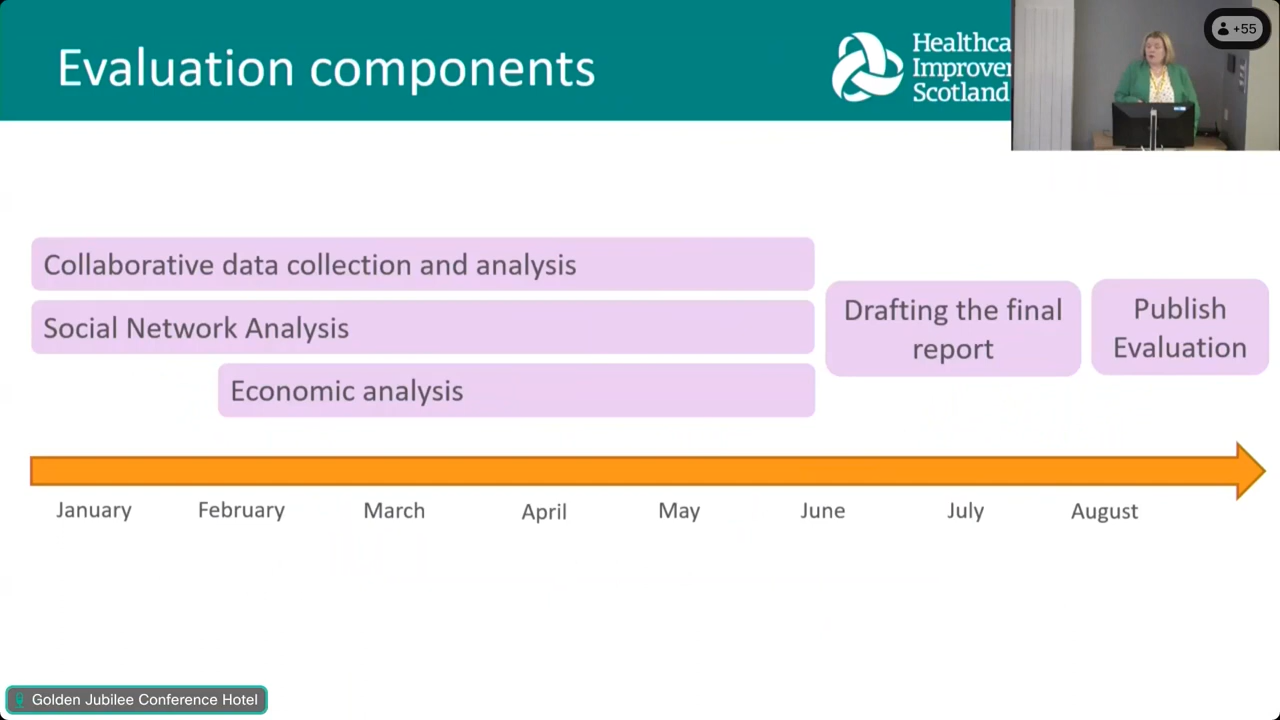 Evaluation components
Healthca
Improve
Scotland
+55
Collaborative data collection and analysis
Social Network Analysis
Economic analysis
Drafting the final
report
Publish
Evaluation
January February March April May June July August
Golden Jubilee Conference Hotel